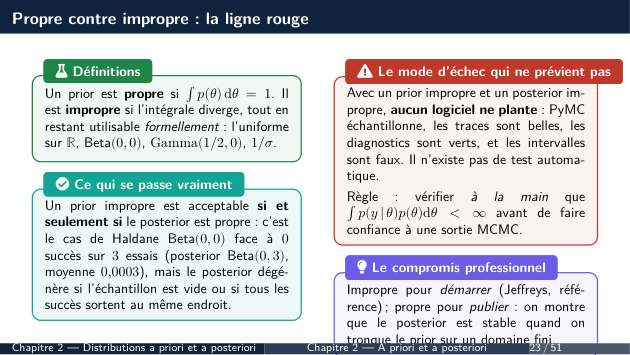 Propre contre impropre : la ligne rouge
Définitions
Un prior est propre si ∫ p(θ) dθ = 1. Il
est impropre si l'intégrale diverge, tout en
restant utilisable formellement : l'uniforme
sur ℝ, Beta(0, 0), Gamma(1/2, 0), 1/σ.
Ce qui se passe vraiment
Un prior impropre est acceptable si et
seulement si le posterior est propre : c'est
le cas de Haldane Beta(0, 0) face à 0
succès sur 3 essais (posterior Beta(0, 3),
moyenne 0,0003), mais le posterior dégé-
nère si l'échantillon est vide ou si tous les
succès sortent au même endroit.
Le mode d'échec qui ne prévient pas
Avec un prior impropre et un posterior im-
propre, aucun logiciel ne plante : PyMC
échantillonne, les traces sont belles, les
diagnostics sont verts, et les intervalles
sont faux. Il n'existe pas de test automa-
tique.
Règle : vérifier à la main que
∫ p(y | θ)p(θ)dθ < ∞ avant de faire
confiance à une sortie MCMC.
Le compromis professionnel
Impropre pour démarrer (Jeffreys, réfé-
rence) ; propre pour publier : on montre
que le posterior est stable quand on
tronque le prior sur un domaine fini
Chapitre 2 — Distributions a priori et a posteriori
Chapitre 2 — A priori et a posteriori
23 / 51